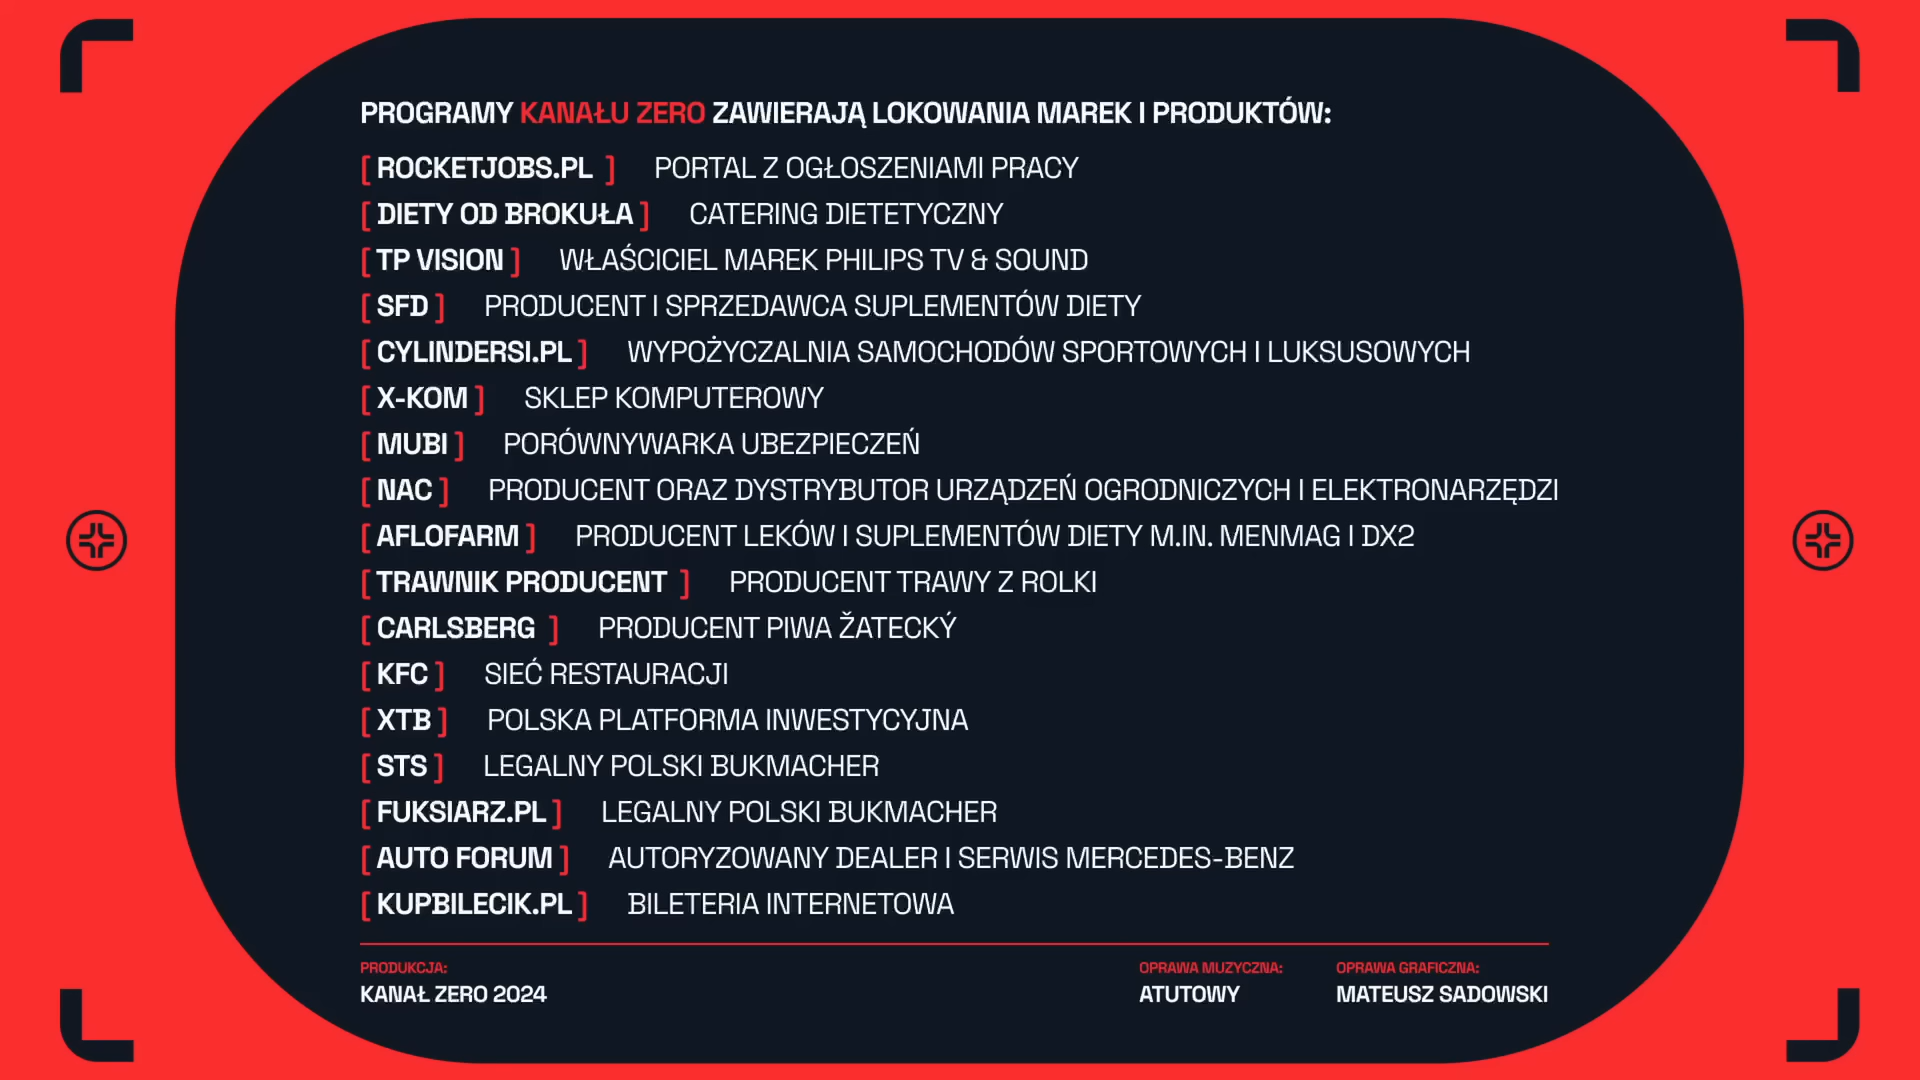 PROGRAMY KANAŁU ZERO ZAWIERAJĄ LOKOWANIA MAREK I PRODUKTÓW:
[ ROCKETJOBS.PL ] PORTAL Z OGŁOSZENIAMI PRACY
[ DIETY OD BROKUŁA ] CATERING DIETETYCZNY
[ TP VISION ] WŁAŚCICIEL MAREK PHILIPS TV & SOUND
[ SFD ] PRODUCENT I SPRZEDAWCA SUPLEMENTÓW DIETY
[ CYLINDERSI.PL ] WYPOŻYCZALNIA SAMOCHODÓW SPORTOWYCH I LUKSUSOWYCH
[ X-KOM ] SKLEP KOMPUTEROWY
[ MUBI ] PORÓWNYWARKA UBEZPIECZEŃ
[ NAC ] PRODUCENT ORAZ DYSTRYBUTOR URZĄDZEŃ OGRODNICZYCH I ELEKTRONARZĘDZI
[ AFLOFARM ] PRODUCENT LEKÓW I SUPLEMENTÓW DIETY M.IN. MENMAG I DX2
[ TRAWNIK PRODUCENT ] PRODUCENT TRAWY Z ROLKI
[ CARLSBERG ] PRODUCENT PIWA ŽATECKÝ
[ KFC ] SIEĆ RESTAURACJI
[ XTB ] POLSKA PLATFORMA INWESTYCYJNA
[ STS ] LEGALNY POLSKI BUKMACHER
[ FUKSIARZ.PL ] LEGALNY POLSKI BUKMACHER
[ AUTO FORUM ] AUTORYZOWANY DEALER I SERWIS MERCEDES-BENZ
[ KUPBILECIK.PL ] BILETERIA INTERNETOWA
PRODUKCJA:
KANAŁ ZERO 2024
OPRAWA MUZYCZNA:
ATUTOWY
OPRAWA GRAFICZNA:
MATEUSZ SADOWSKI